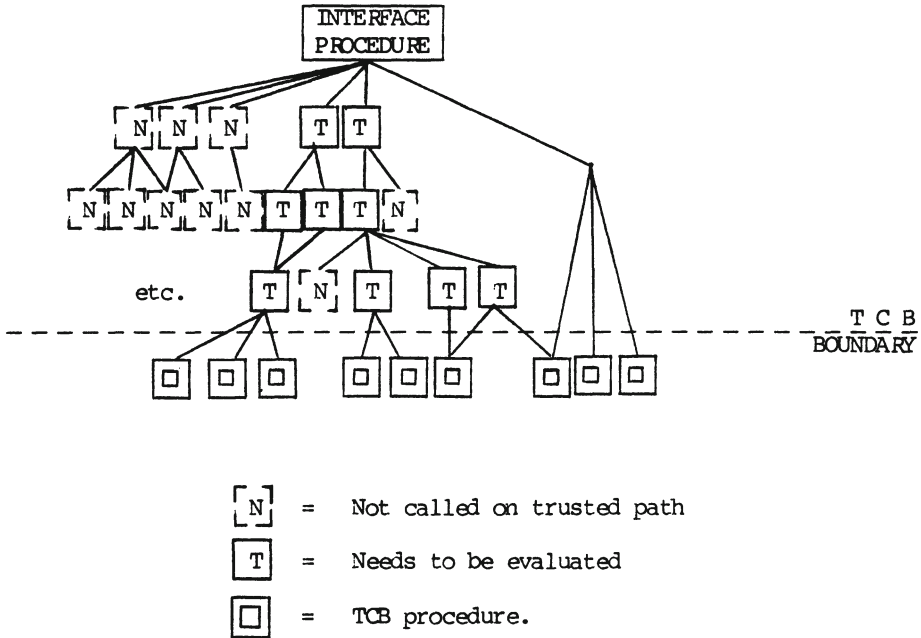 INTERFACE
PROCEDURE
N N N T T
N N N N N T T T N
etc. T N T T T
T C B
BOUNDARY
N = Not called on trusted path
T = Needs to be evaluated
= TCB procedure.